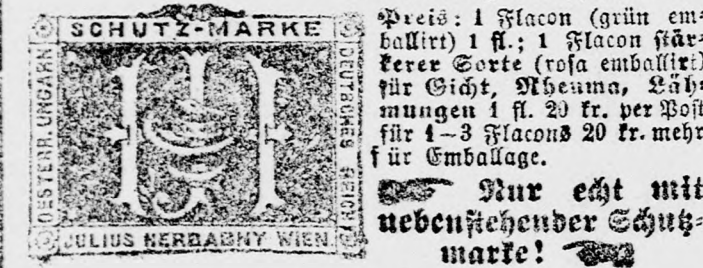 SCHUTZ-MARKE
OESTERR. UNGARN
DEUTSCHES REICH
JULIUS HERBABNY WIEN.
Preis: 1 Flacon (grün em-
ballirt) 1 fl.; 1 Flacon stär-
kerer Sorte (rosa emballirt)
für Gicht, Rheuma, Läh-
mungen 1 fl. 20 kr. per Post
für 1–3 Flacons 20 kr. mehr
für Emballage.
Nur echt mit
nebenstehender Schutz-
marke!